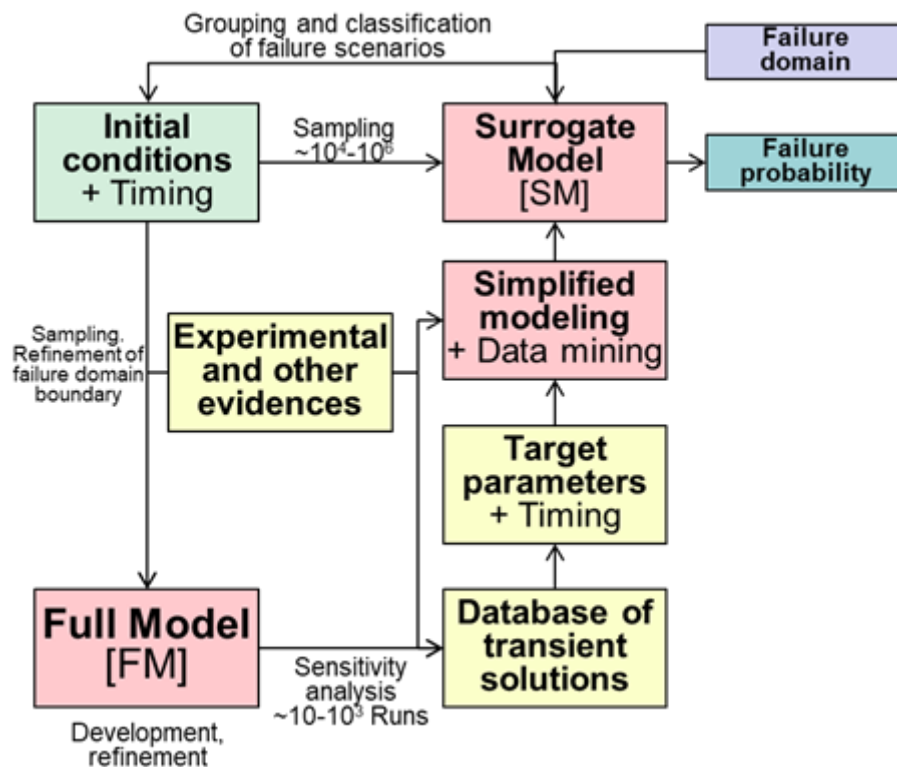 Grouping and classification
of failure scenarios
Failure
domain
Initial
conditions
+ Timing
Sampling
~10⁴-10⁶
Surrogate
Model
[SM]
Failure
probability
Simplified
modeling
+ Data mining
Sampling.
Refinement of
failure domain
boundary
Experimental
and other
evidences
Target
parameters
+ Timing
Full Model
[FM]
Sensitivity
analysis
~10-10³ Runs
Database of
transient
solutions
Development,
refinement